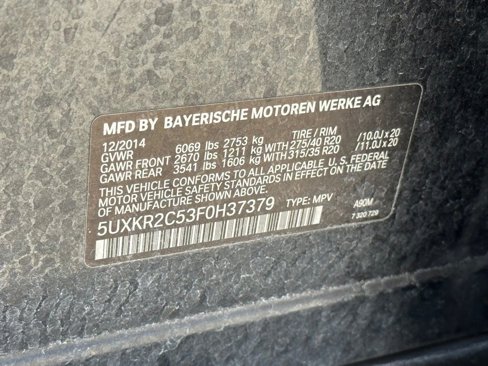 MFD BY BAYERISCHE MOTOREN WERKE AG
12/2014
GVWR 6069 lbs 2753 kg TIRE / RIM
GAWR FRONT 2670 lbs 1211 kg 275/40 R20 /10.0J x 20
GAWR REAR 3541 lbs 1606 kg 315/35 R20 /11.0J x 20
THIS VEHICLE CONFORMS TO ALL APPLICABLE U.S. FEDERAL
MOTOR VEHICLE SAFETY STANDARDS IN EFFECT ON THE DATE
OF MANUFACTURE SHOWN ABOVE.
5UXKR2C53F0H37379 TYPE: MPV A90M
7 320 729